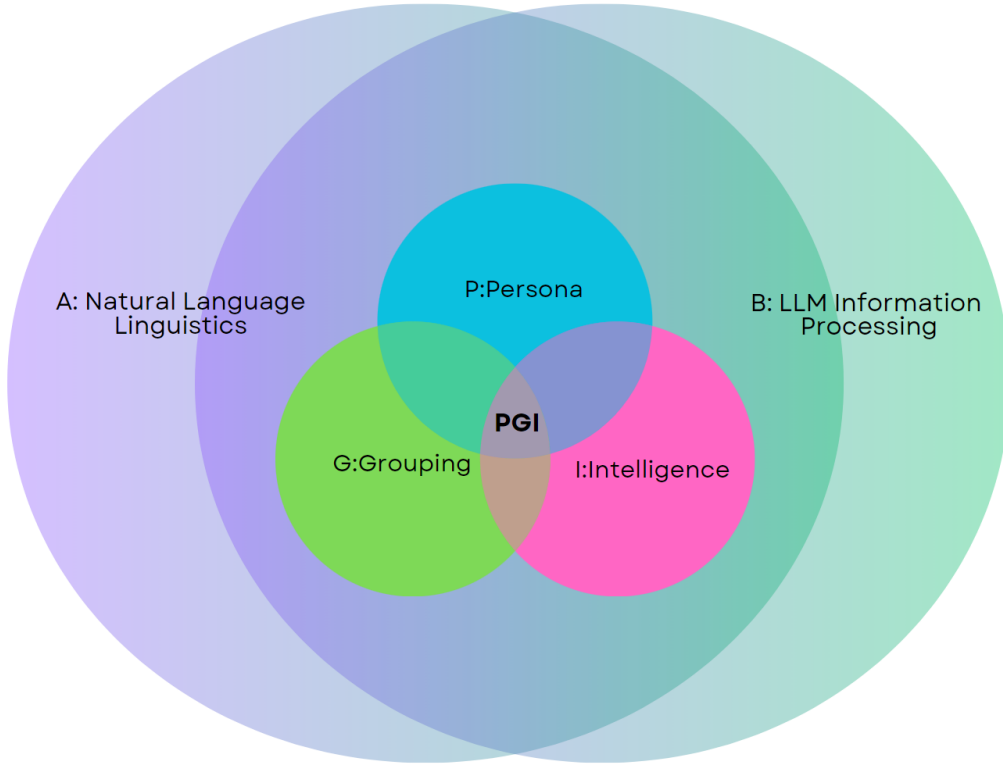 P:Persona
A: Natural Language
Linguistics
B: LLM Information
Processing
PGI
G:Grouping
I:Intelligence